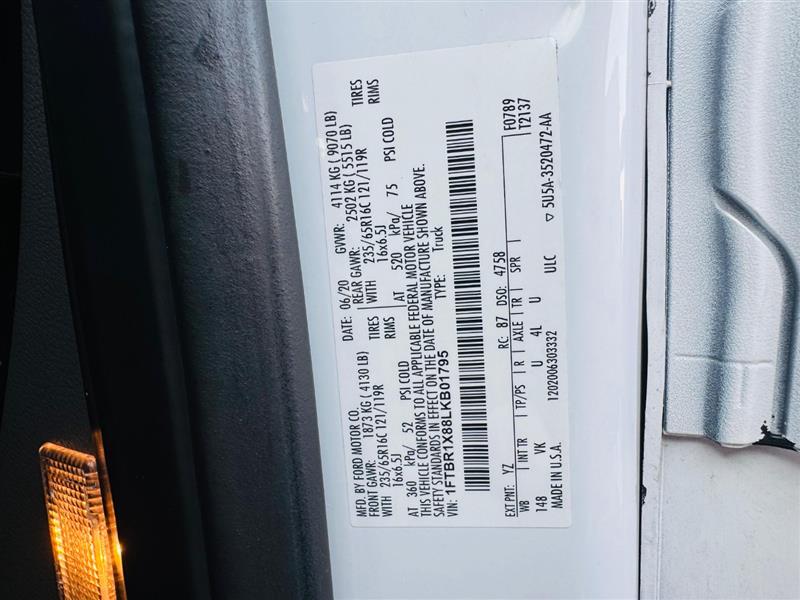 MFD. BY FORD MOTOR CO. DATE: 06/20 GVWR: 4114 KG ( 9070 LB)
FRONT GAWR: 1873 KG ( 4130 LB) REAR GAWR: 2502 KG ( 5515 LB)
WITH 235/65R16C 121/119R TIRES WITH 235/65R16C 121/119R TIRES
16x6.5J RIMS 16x6.5J RIMS
AT 360 kPa/ 52 PSI COLD AT 520 kPa/ 75 PSI COLD
THIS VEHICLE CONFORMS TO ALL APPLICABLE FEDERAL MOTOR VEHICLE
SAFETY STANDARDS IN EFFECT ON THE DATE OF MANUFACTURE SHOWN ABOVE.
VIN: 1FTBR1X88LKB01795 TYPE: Truck
F0789
T2137
EXT PNT: YZ RC: 87 DSO: 4758
WB INT TR TP/PS R AXLE TR SPR
148 VK U 4L U ULC
MADE IN U.S.A. 1202006303332 ▽ 5U5A-3520472-AA